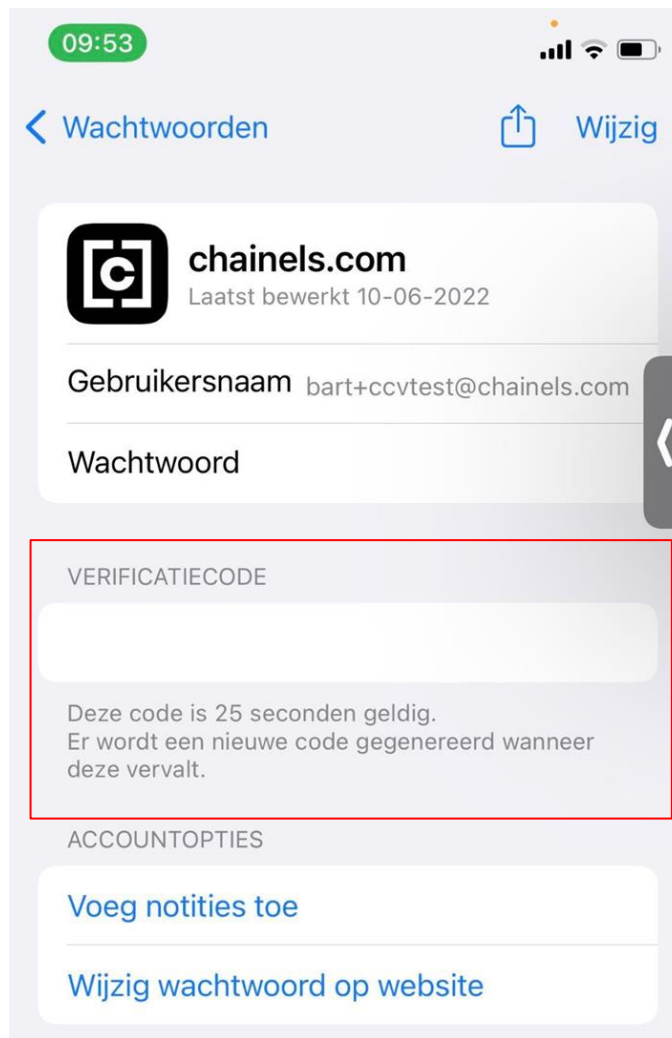 09:53
Wachtwoorden
Wijzig
C
chainels.com
Laatst bewerkt 10-06-2022
Gebruikersnaam bart+ccvtest@chainels.com
Wachtwoord
VERIFICATIECODE
Deze code is 25 seconden geldig.
Er wordt een nieuwe code gegenereerd wanneer
deze vervalt.
ACCOUNTOPTIES
Voeg notities toe
Wijzig wachtwoord op website